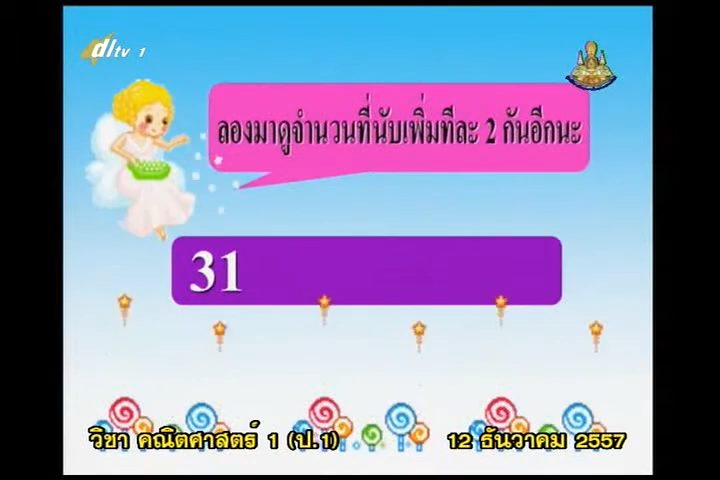 dltv 1
ลองมาดูจำนวนที่นับเพิ่มทีละ 2 กันอีกนะ
31
วิชา คณิตศาสตร์ 1 (ป.1)
12 ธันวาคม 2557